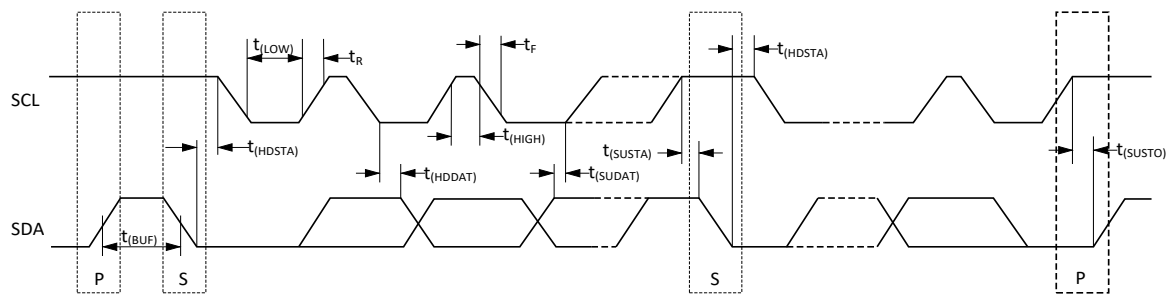 t(LOW)
tR
tF
t(HDSTA)
SCL
t(HDSTA)
t(HIGH)
t(SUSTA)
t(SUSTO)
t(HDDAT)
t(SUDAT)
SDA
t(BUF)
P
S
S
P